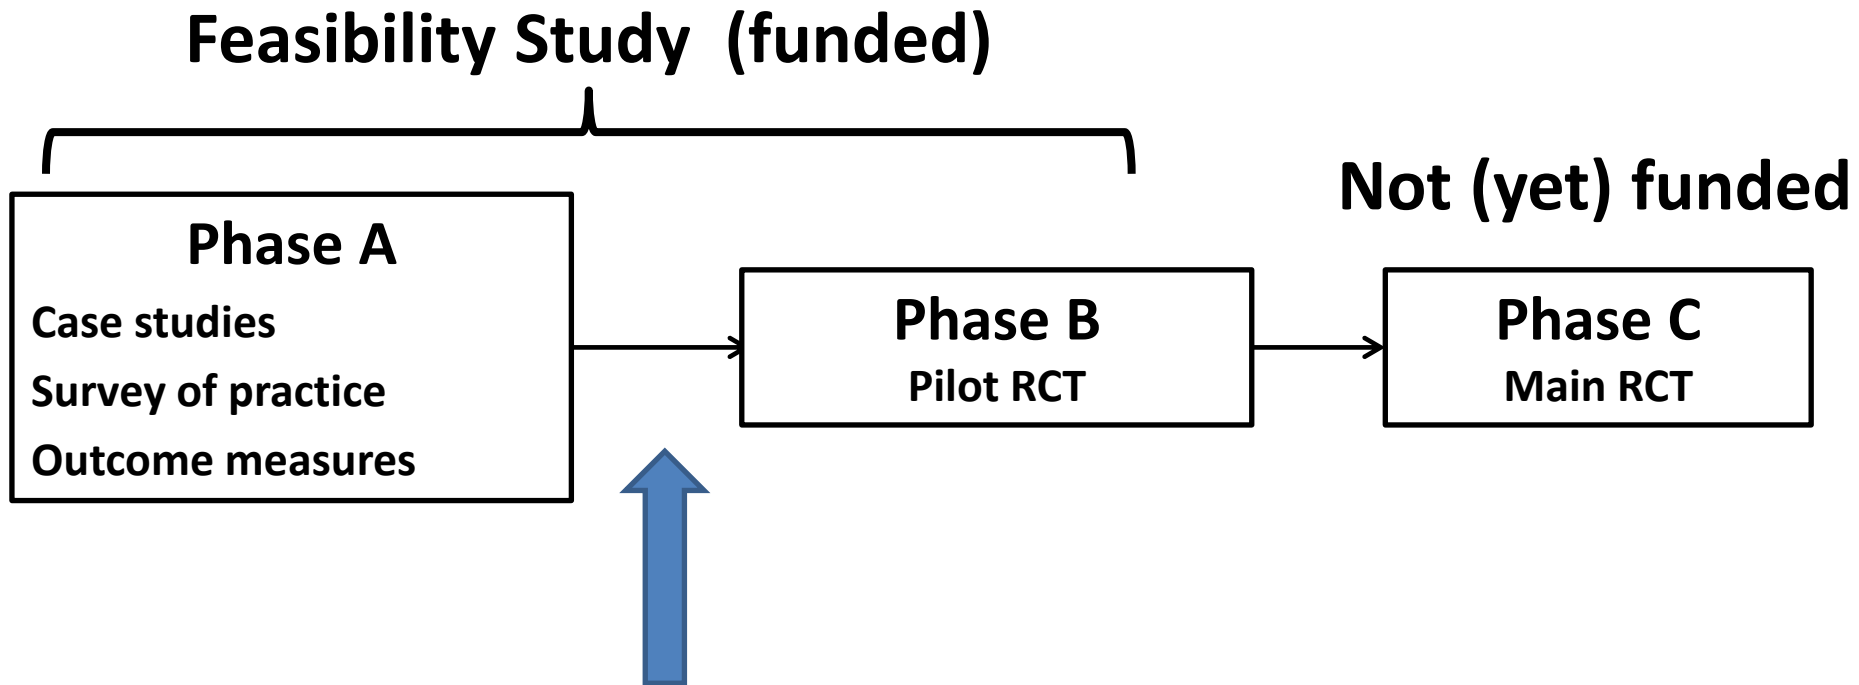 Feasibility Study (funded)
Not (yet) funded
Phase A
Case studies
Survey of practice
Outcome measures
Phase B
Pilot RCT
Phase C
Main RCT